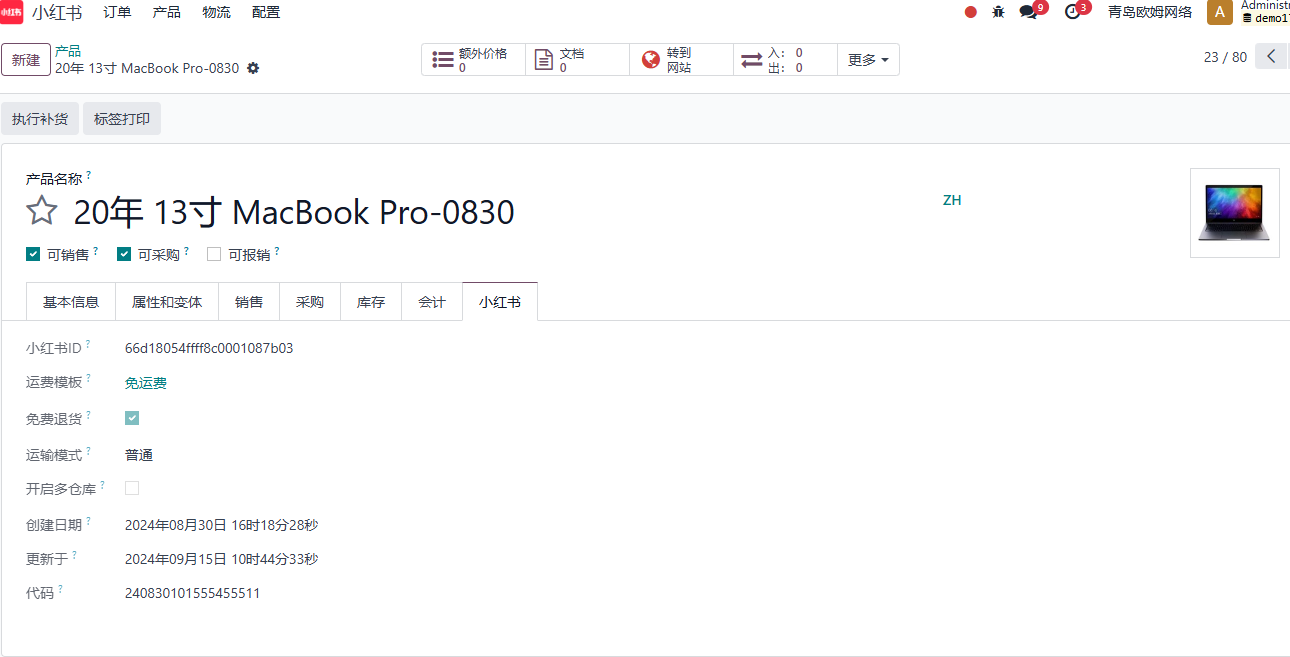 小红书 小红书 订单 产品 物流 配置 9 3 青岛欧姆网络 A
新建 产品 额外价格 0 文档 0 转到 网站 入: 0 出: 0 更多 23 / 80
20年 13寸 MacBook Pro-0830
执行补货 标签打印
产品名称 ?
20年 13寸 MacBook Pro-0830 ZH
可销售 ? 可采购 ? 可报销 ?
基本信息 属性和变体 销售 采购 库存 会计 小红书
小红书ID ? 66d18054ffff8c0001087b03
运费模板 ? 免运费
免费退货 ?
运输模式 ? 普通
开启多仓库 ?
创建日期 ? 2024年08月30日 16时18分28秒
更新于 ? 2024年09月15日 10时44分33秒
代码 ? 240830101555455511